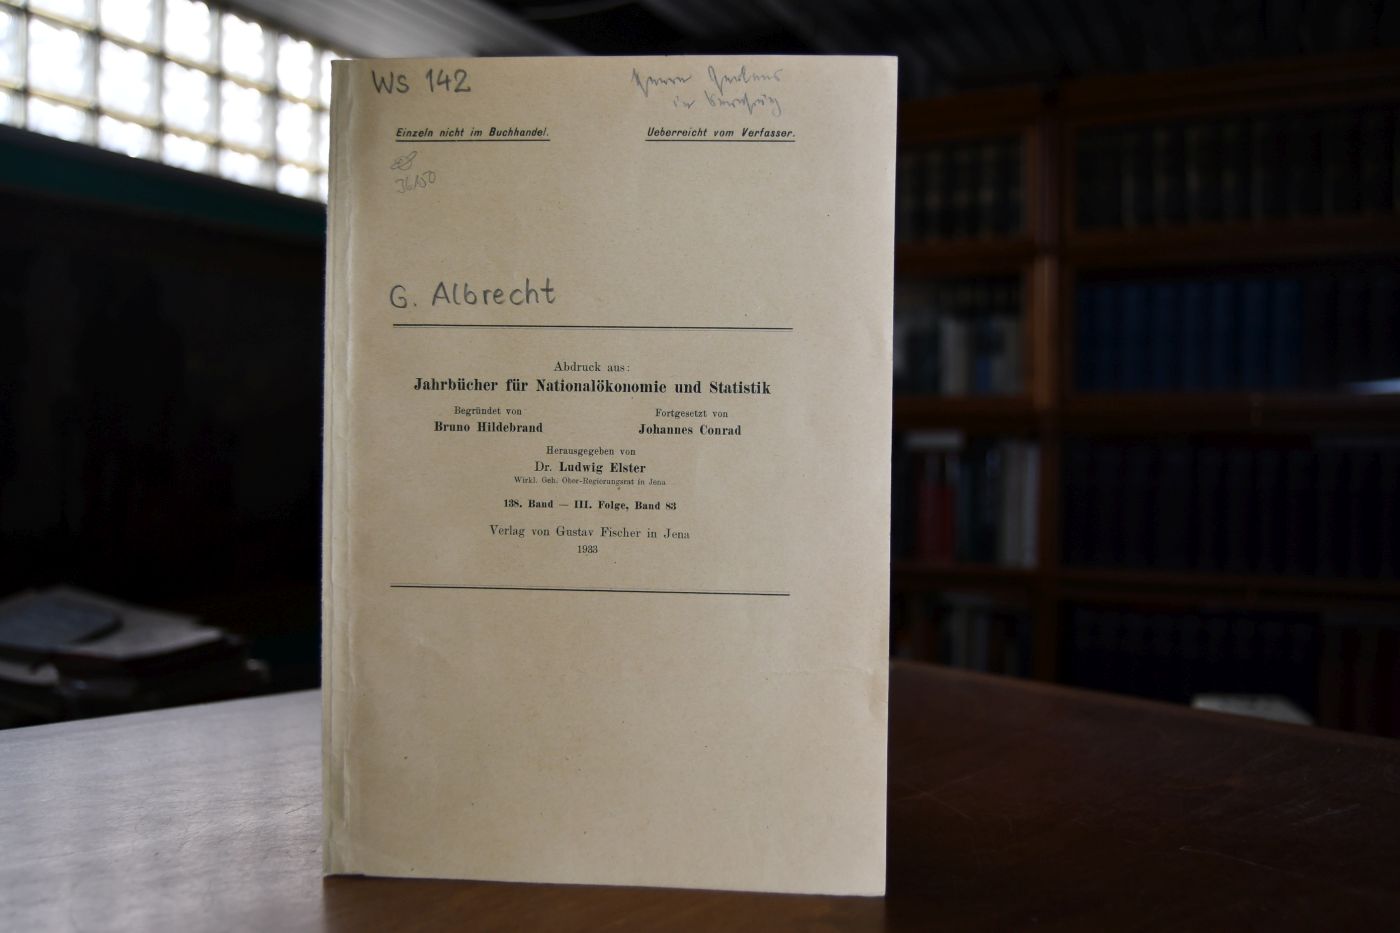 WS 142
Einzeln nicht im Buchhandel.
Ueberreicht vom Verfasser.
G. Albrecht
Abdruck aus:
Jahrbücher für Nationalökonomie und Statistik
Begründet von
Bruno Hildebrand
Fortgesetzt von
Johannes Conrad
Herausgegeben von
Dr. Ludwig Elster
Wirkl. Geh. Ober-Regierungsrat in Jena
138. Band — III. Folge, Band 83
Verlag von Gustav Fischer in Jena
1933